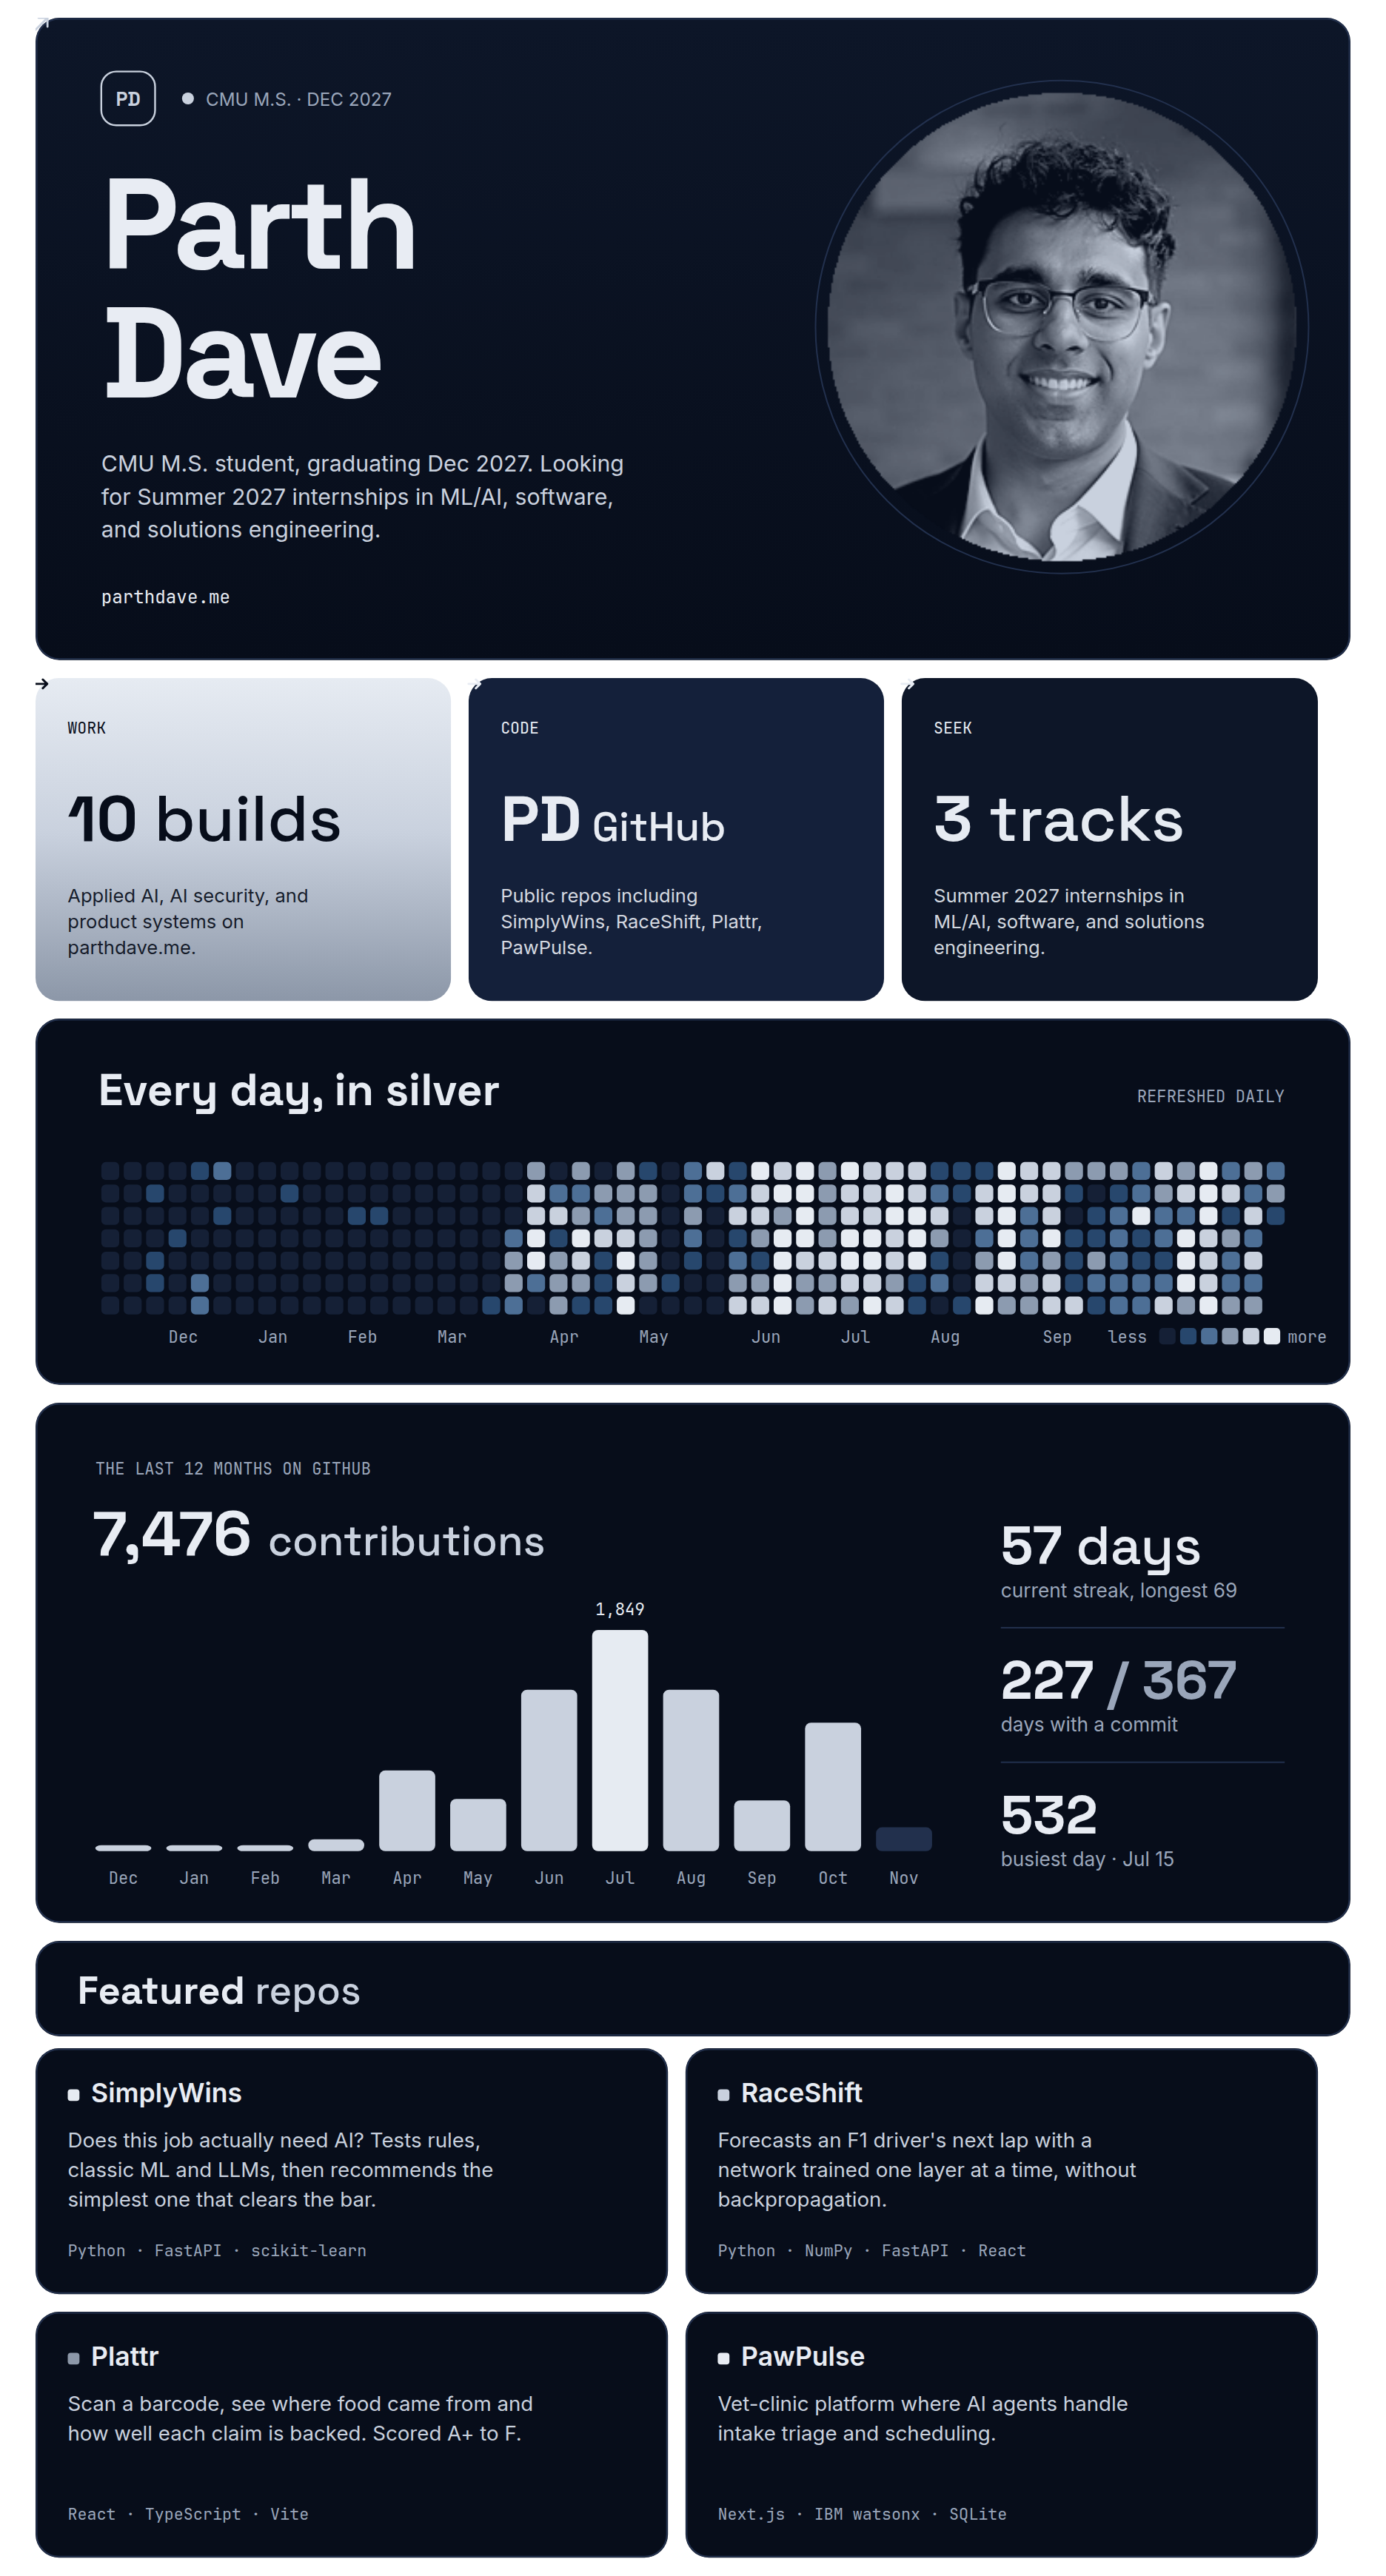 PD
CMU M.S. · DEC 2027
Parth
Dave
CMU M.S. student, graduating Dec 2027. Looking
for Summer 2027 internships in ML/AI, software,
and solutions engineering.
parthdave.me
WORK
10 builds
Applied AI, AI security, and
product systems on
parthdave.me.
CODE
PD GitHub
Public repos including
SimplyWins, RaceShift, Plattr,
PawPulse.
SEEK
3 tracks
Summer 2027 internships in
ML/AI, software, and solutions
engineering.
Every day, in silver
REFRESHED DAILY
Dec Jan Feb Mar Apr May Jun Jul Aug Sep less more
THE LAST 12 MONTHS ON GITHUB
7,476 contributions
1,849
Dec Jan Feb Mar Apr May Jun Jul Aug Sep Oct Nov
57 days
current streak, longest 69
227 / 367
days with a commit
532
busiest day · Jul 15
Featured repos
SimplyWins
Does this job actually need AI? Tests rules,
classic ML and LLMs, then recommends the
simplest one that clears the bar.
Python · FastAPI · scikit-learn
RaceShift
Forecasts an F1 driver's next lap with a
network trained one layer at a time, without
backpropagation.
Python · NumPy · FastAPI · React
Plattr
Scan a barcode, see where food came from and
how well each claim is backed. Scored A+ to F.
React · TypeScript · Vite
PawPulse
Vet-clinic platform where AI agents handle
intake triage and scheduling.
Next.js · IBM watsonx · SQLite